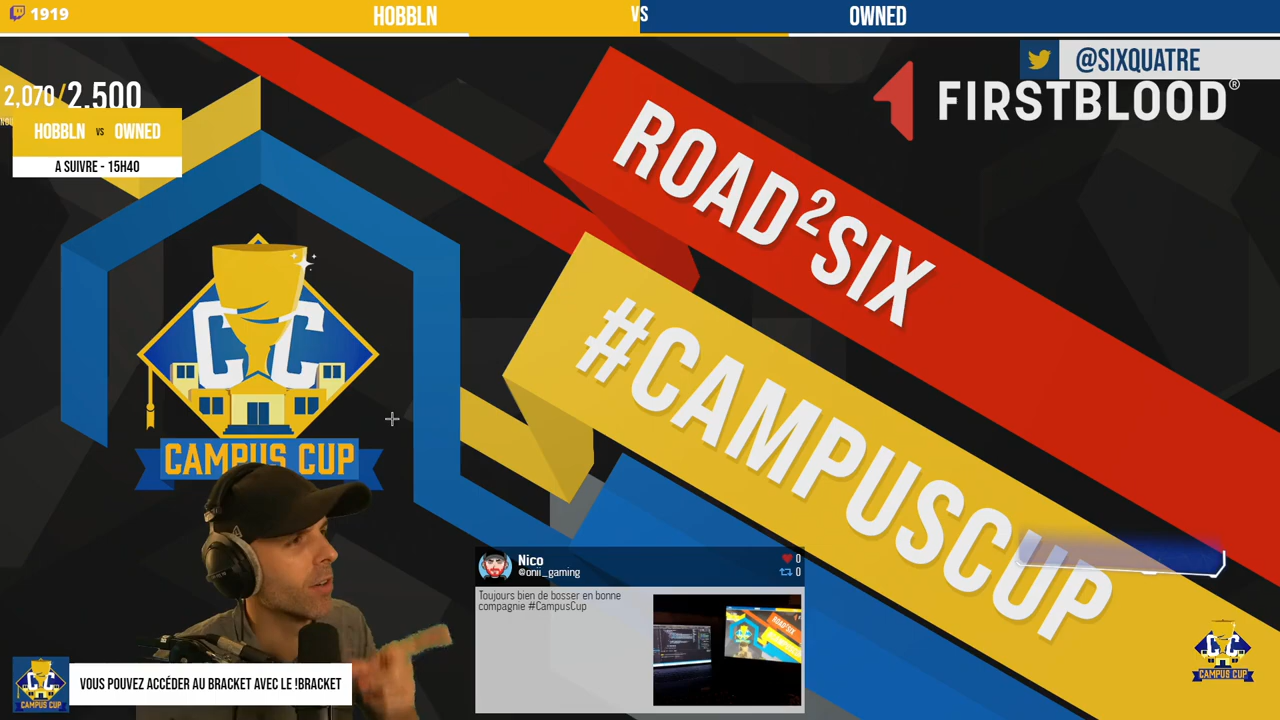 1919
HOBBLN
VS
OWNED
@SIXQUATRE
2,070/2,500
HOBBLN VS OWNED
A SUIVRE - 15H40
FIRSTBLOOD®
ROAD²SIX
#CAMPUSCUP
CC
CAMPUS CUP
Nico
@onii_gaming
0
0
Toujours bien de bosser en bonne
compagnie #CampusCup
VOUS POUVEZ ACCÉDER AU BRACKET AVEC LE !BRACKET
CC
CAMPUS CUP
CC
CAMPUS CUP